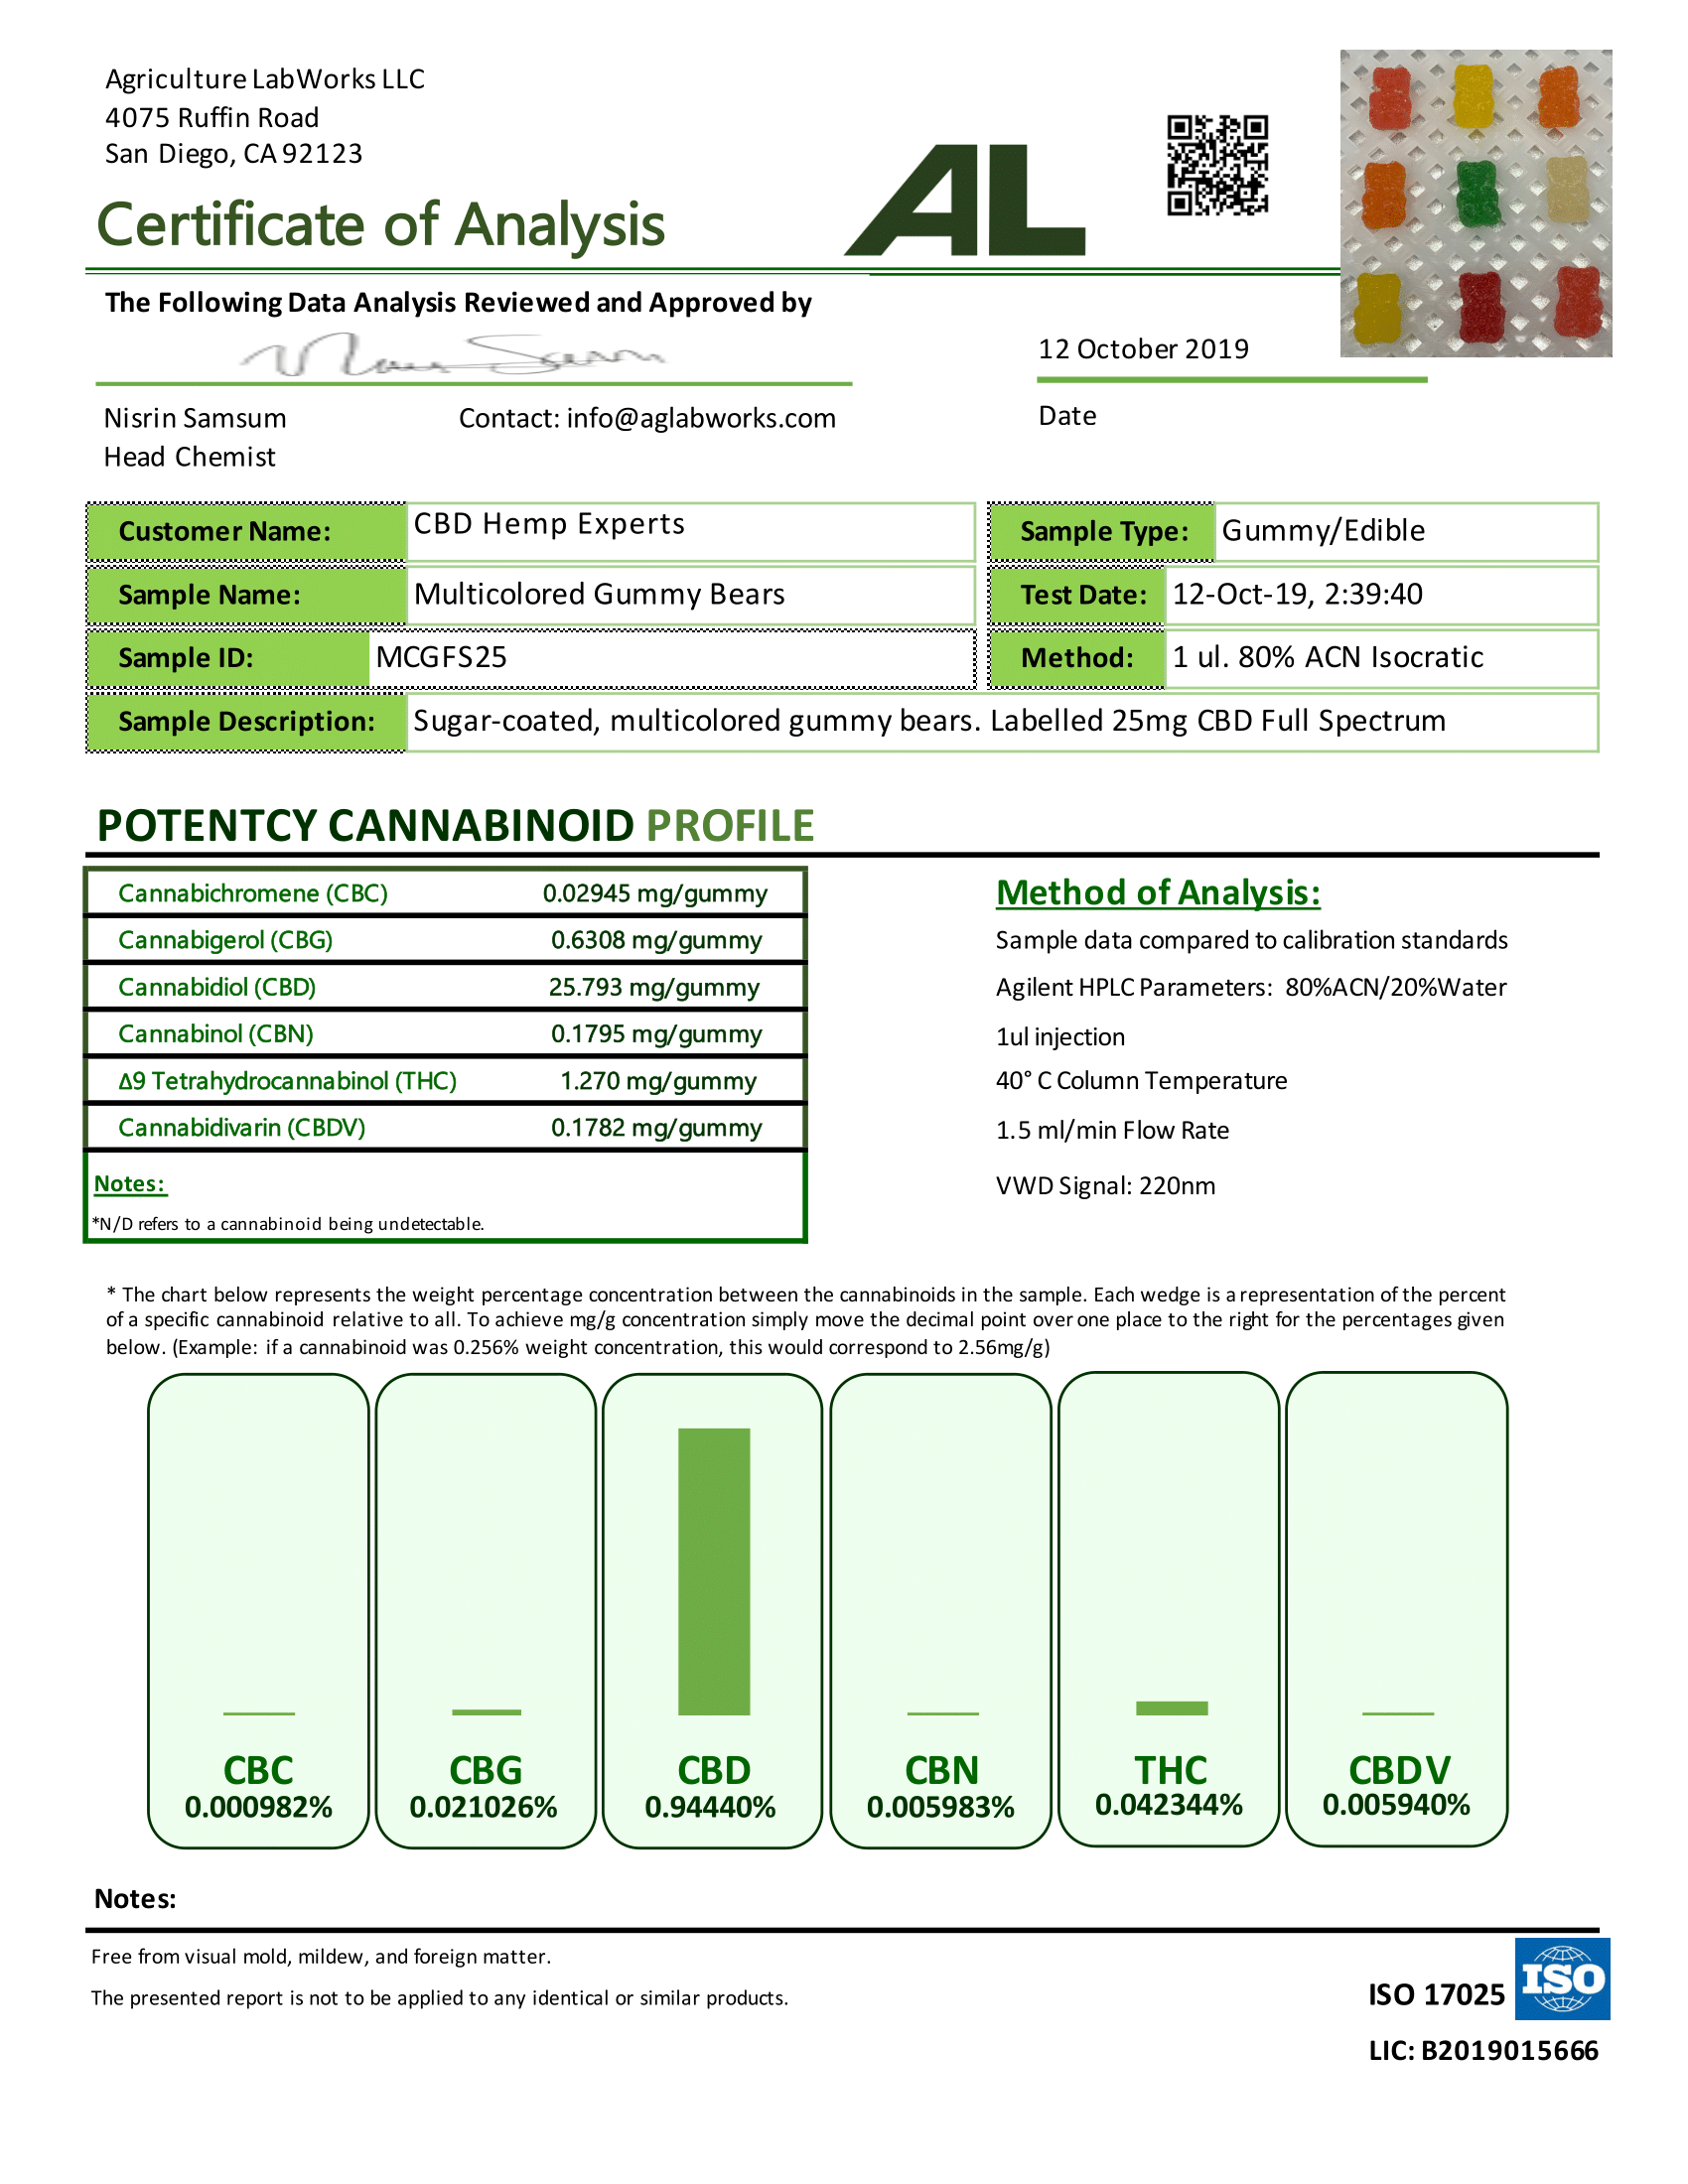 Agriculture LabWorks LLC
4075 Ruffin Road
San Diego, CA 92123
Certificate of Analysis
AL
The Following Data Analysis Reviewed and Approved by
12 October 2019
Nisrin Samsum
Contact: info@aglabworks.com
Date
Head Chemist
Customer Name: CBD Hemp Experts
Sample Type: Gummy/Edible
Sample Name: Multicolored Gummy Bears
Test Date: 12-Oct-19, 2:39:40
Sample ID: MCGFS25
Method: 1 ul. 80% ACN Isocratic
Sample Description: Sugar-coated, multicolored gummy bears. Labelled 25mg CBD Full Spectrum
POTENTCY CANNABINOID PROFILE
Cannabichromene (CBC) 0.02945 mg/gummy
Cannabigerol (CBG) 0.6308 mg/gummy
Cannabidiol (CBD) 25.793 mg/gummy
Cannabinol (CBN) 0.1795 mg/gummy
Δ9 Tetrahydrocannabinol (THC) 1.270 mg/gummy
Cannabidivarin (CBDV) 0.1782 mg/gummy
Notes:
*N/D refers to a cannabinoid being undetectable.
Method of Analysis:
Sample data compared to calibration standards
Agilent HPLC Parameters: 80%ACN/20%Water
1ul injection
40° C Column Temperature
1.5 ml/min Flow Rate
VWD Signal: 220nm
* The chart below represents the weight percentage concentration between the cannabinoids in the sample. Each wedge is a representation of the percent
of a specific cannabinoid relative to all. To achieve mg/g concentration simply move the decimal point over one place to the right for the percentages given
below. (Example: if a cannabinoid was 0.256% weight concentration, this would correspond to 2.56mg/g)
CBC
0.000982%
CBG
0.021026%
CBD
0.94440%
CBN
0.005983%
THC
0.042344%
CBDV
0.005940%
Notes:
Free from visual mold, mildew, and foreign matter.
The presented report is not to be applied to any identical or similar products.
ISO 17025
ISO
LIC: B2019015666